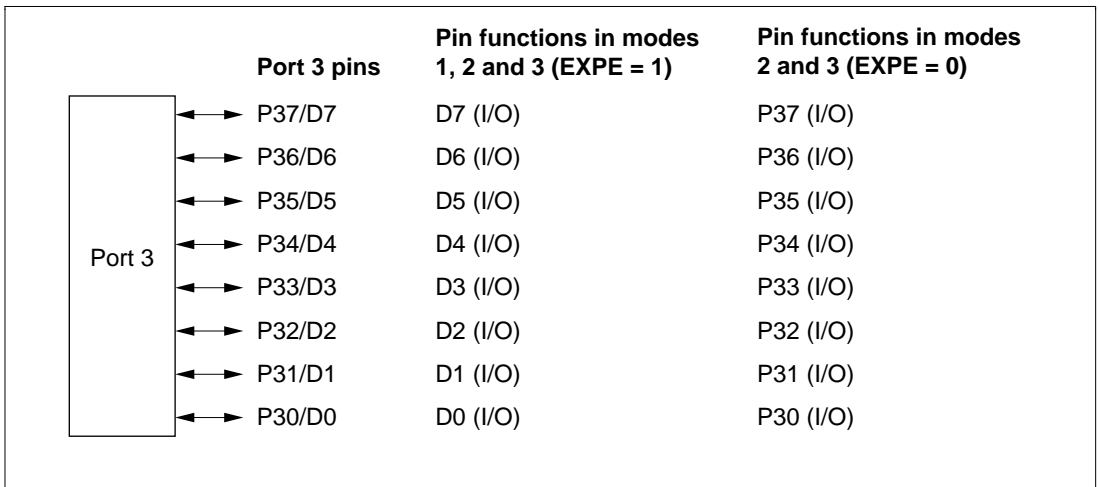 Port 3 pins Pin functions in modes 1, 2 and 3 (EXPE = 1) Pin functions in modes 2 and 3 (EXPE = 0)
P37/D7 D7 (I/O) P37 (I/O)
P36/D6 D6 (I/O) P36 (I/O)
P35/D5 D5 (I/O) P35 (I/O)
P34/D4 D4 (I/O) P34 (I/O)
Port 3
P33/D3 D3 (I/O) P33 (I/O)
P32/D2 D2 (I/O) P32 (I/O)
P31/D1 D1 (I/O) P31 (I/O)
P30/D0 D0 (I/O) P30 (I/O)